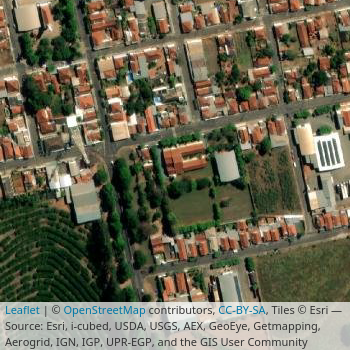 Leaflet | © OpenStreetMap contributors, CC-BY-SA, Tiles © Esri —
Source: Esri, i-cubed, USDA, USGS, AEX, GeoEye, Getmapping,
Aerogrid, IGN, IGP, UPR-EGP, and the GIS User Community